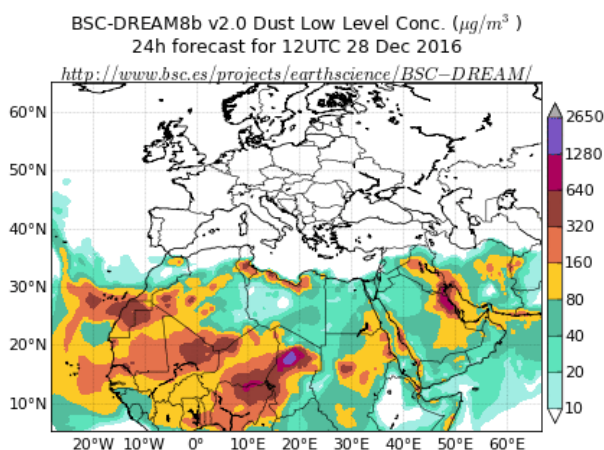 BSC-DREAM8b v2.0 Dust Low Level Conc. (μg/m³ )
24h forecast for 12UTC 28 Dec 2016
http://www.bsc.es/projects/earthscience/BSC−DREAM/
60°N
50°N
40°N
30°N
20°N
10°N
20°W 10°W 0° 10°E 20°E 30°E 40°E 50°E 60°E
2650
1280
640
320
160
80
40
20
10